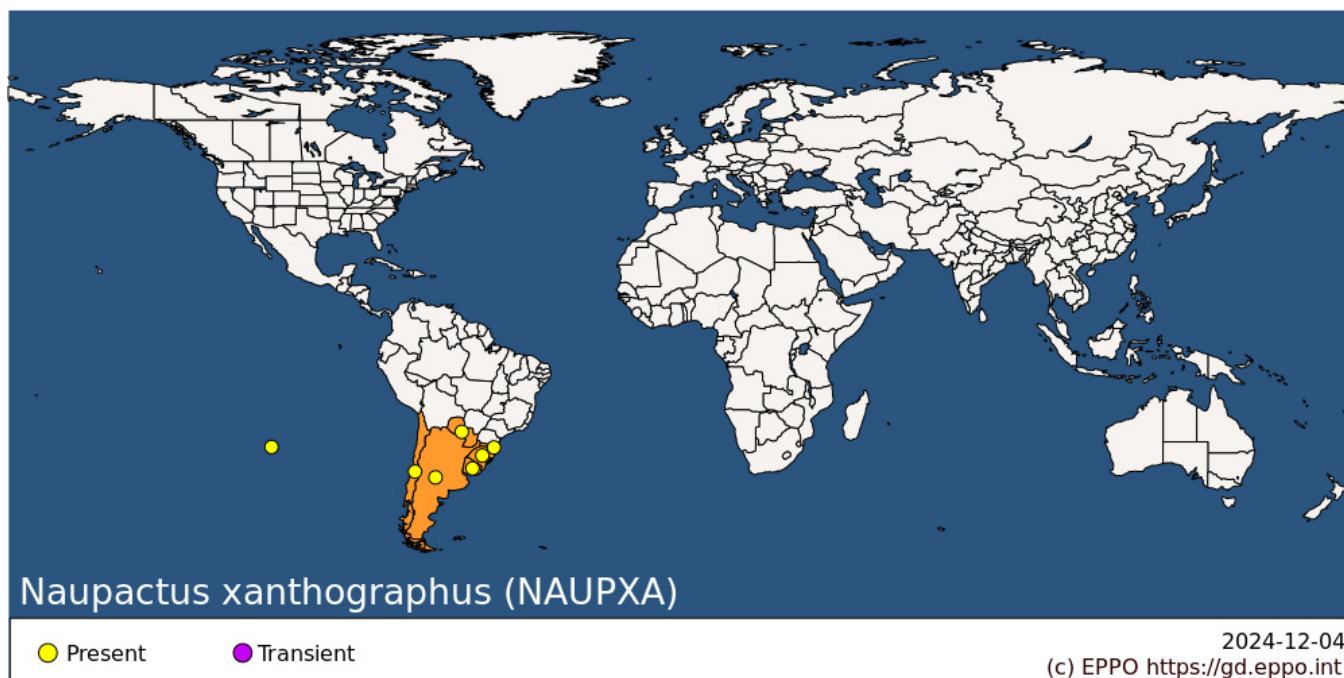 Naupactus xanthographus (NAUPXA)
Present
Transient
2024-12-04
(c) EPPO https://gd.eppo.int